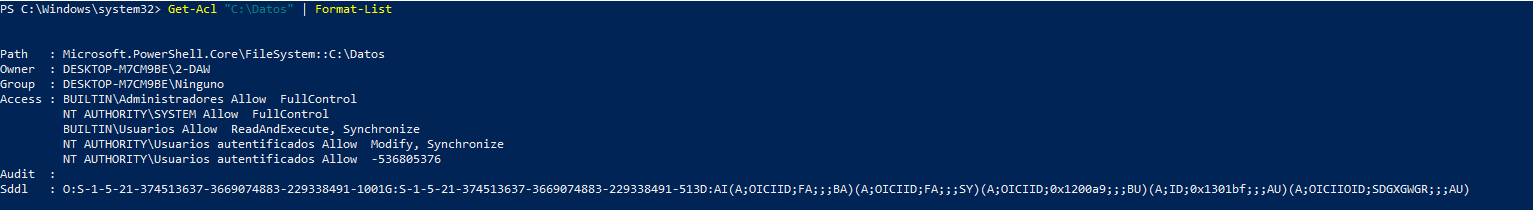 PS C:\Windows\system32> Get-Acl "C:\Datos" | Format-List
Path   : Microsoft.PowerShell.Core\FileSystem::C:\Datos
Owner  : DESKTOP-M7CM9BE\2-DAW
Group  : DESKTOP-M7CM9BE\Ninguno
Access : BUILTIN\Administradores Allow  FullControl
         NT AUTHORITY\SYSTEM Allow  FullControl
         BUILTIN\Usuarios Allow  ReadAndExecute, Synchronize
         NT AUTHORITY\Usuarios autentificados Allow  Modify, Synchronize
         NT AUTHORITY\Usuarios autentificados Allow  -536805376
Audit  :
Sddl   : O:S-1-5-21-374513637-3669074883-229338491-1001G:S-1-5-21-374513637-3669074883-229338491-513D:AI(A;OICIID;FA;;;BA)(A;OICIID;FA;;;SY)(A;OICIID;0x1200a9;;;BU)(A;ID;0x1301bf;;;AU)(A;OICIIOID;SDGXGWGR;;;AU)